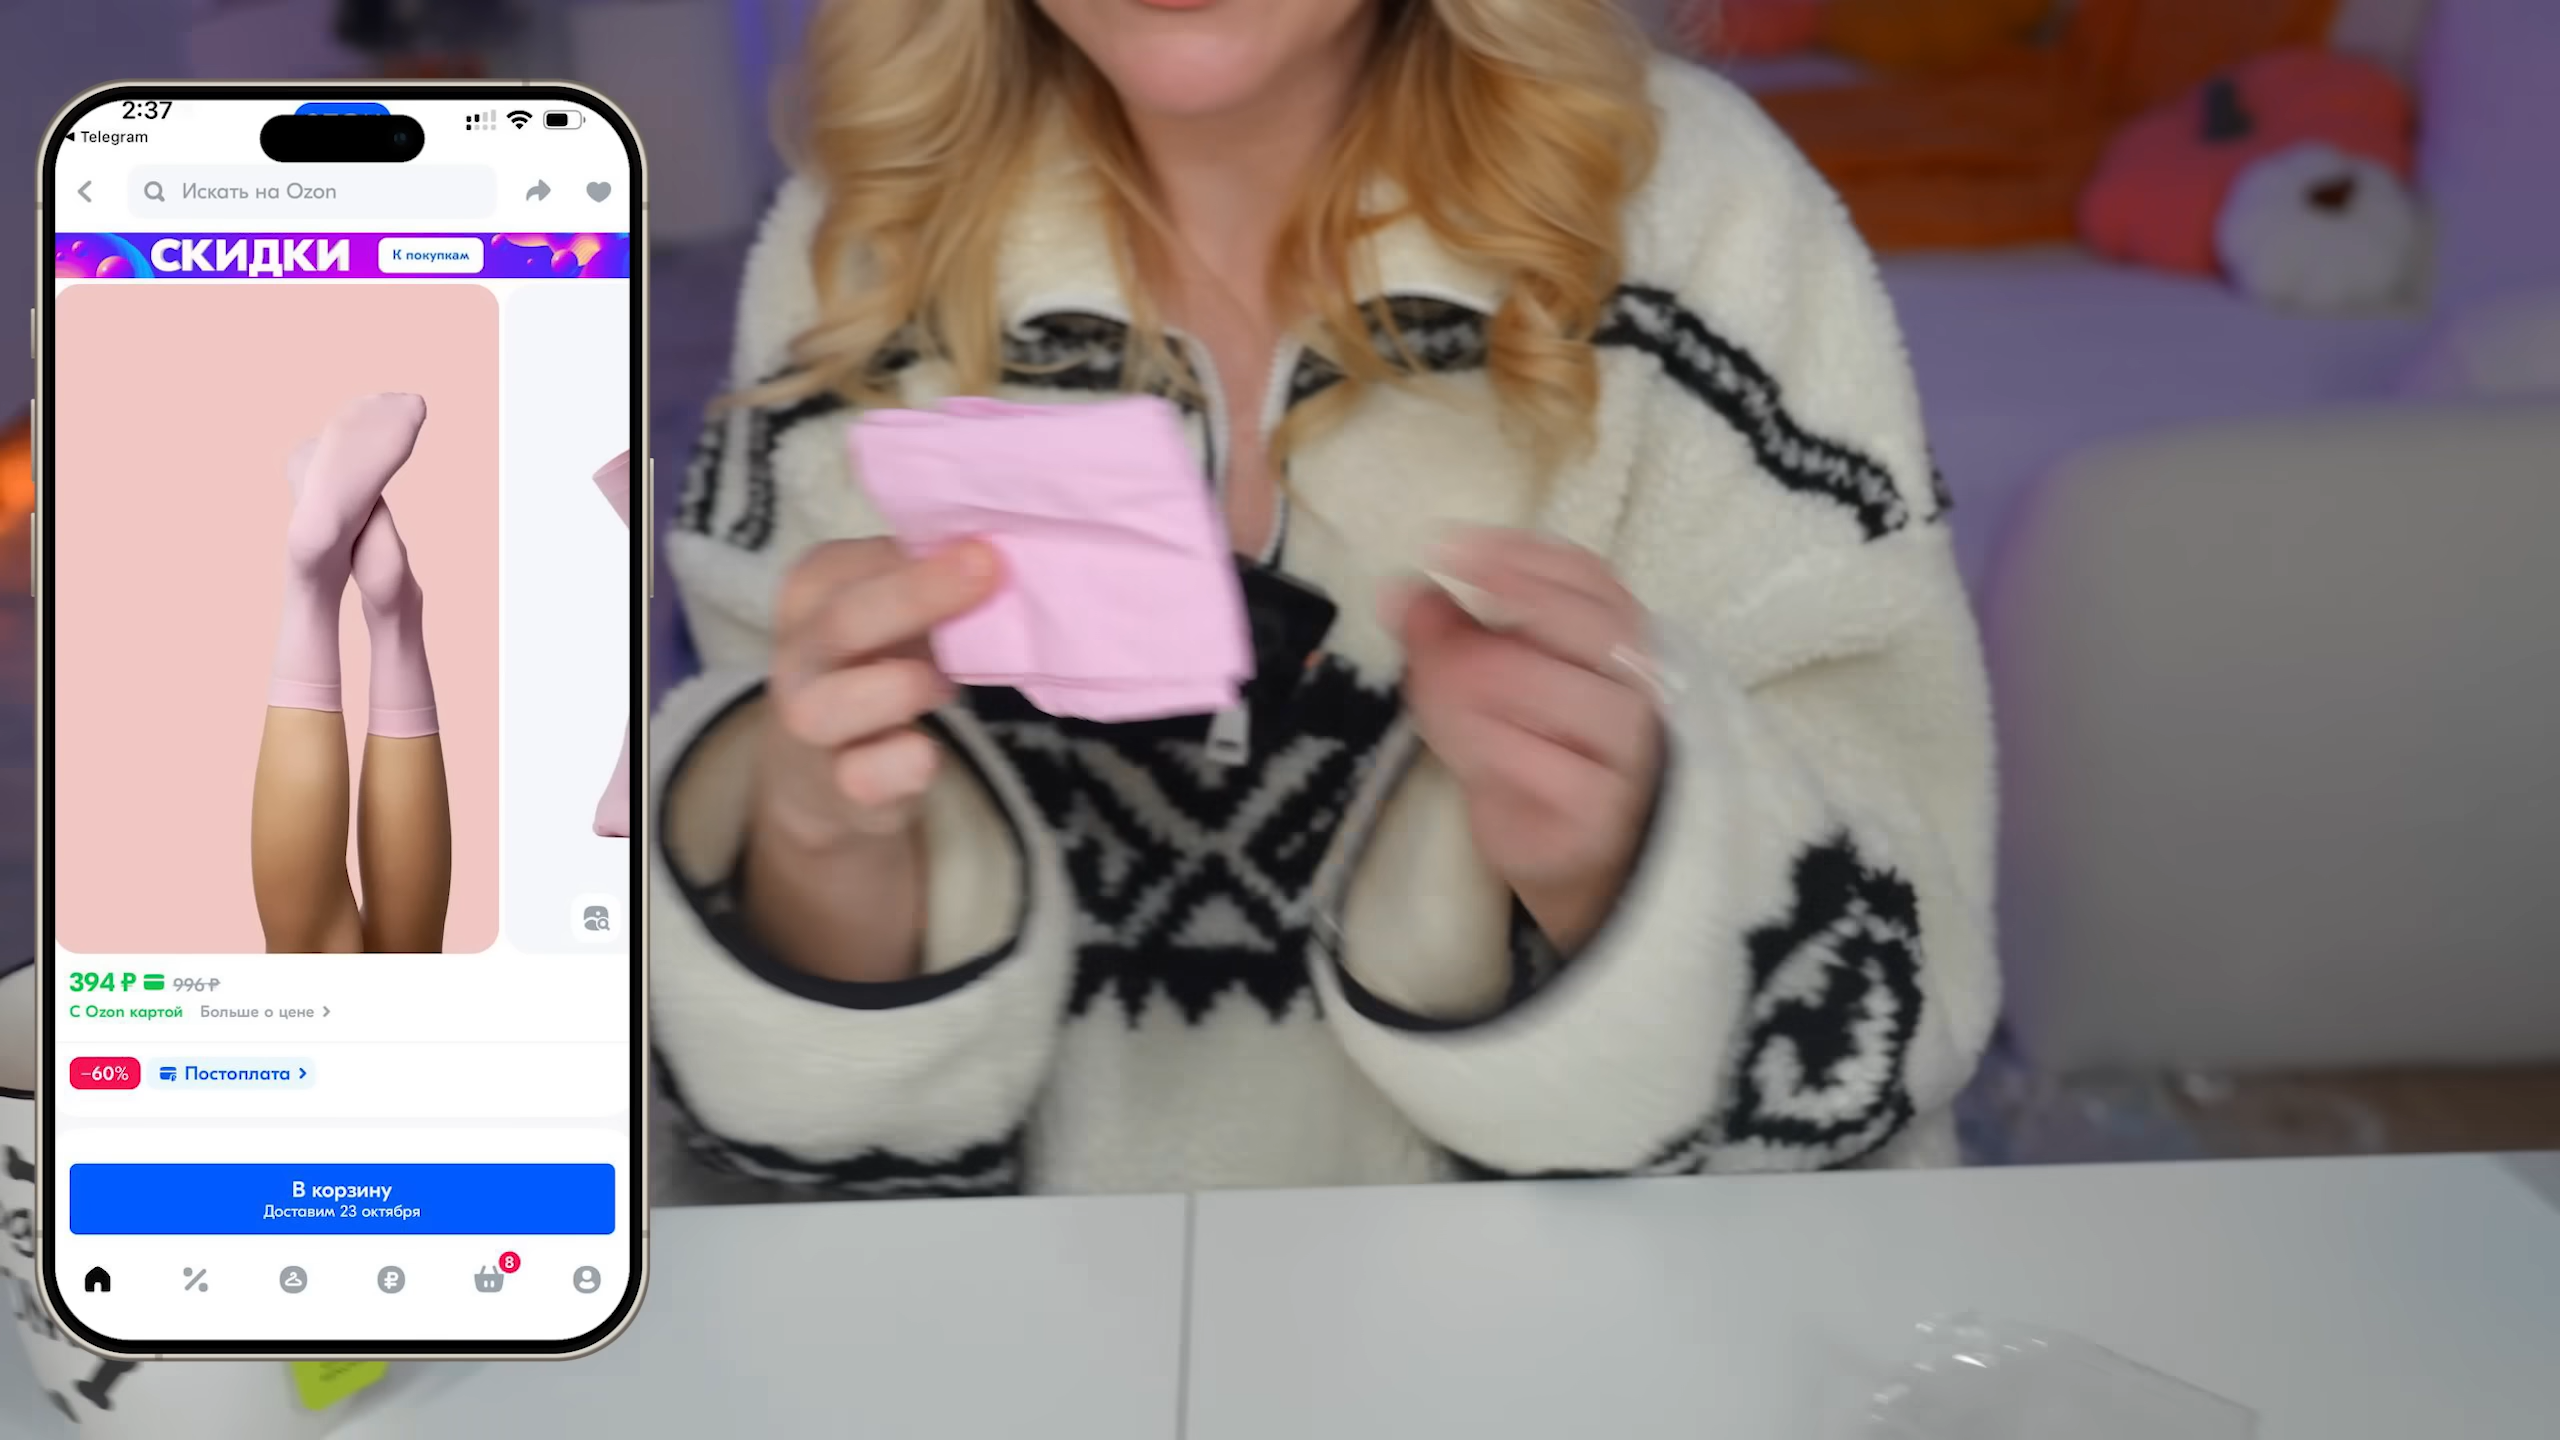 2:37
Telegram
Искать на Ozon
СКИДКИ
К покупкам
394 ₽ 996 ₽
С Ozon картой Больше о цене
−60% Постоплата
В корзину
Доставим 23 октября
8